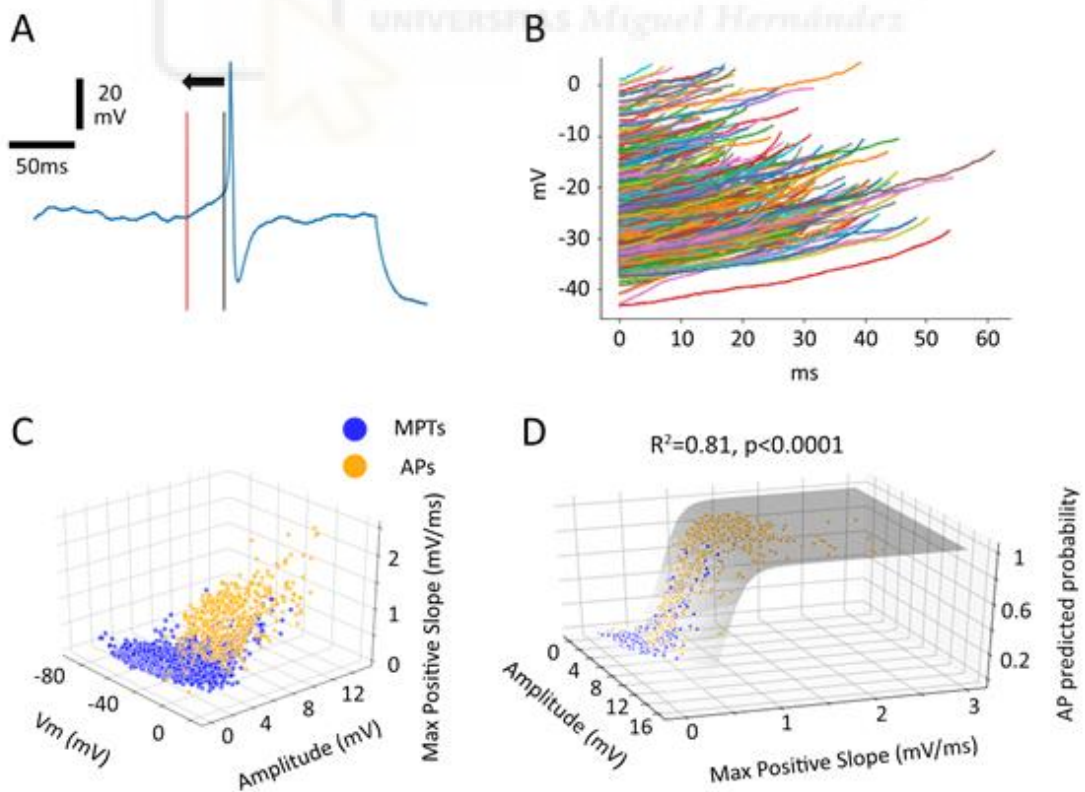 UNIVERSITAS Miguel Hernández
A
20
mV
50ms
B
0
-10
-20
-30
-40
mV
0 10 20 30 40 50 60
ms
C
MPTs
APs
2
1
0
Max Positive Slope (mV/ms)
-80
-40
0
Vm (mV)
0 4 8 12
Amplitude (mV)
D
R²=0.81, p<0.0001
1
0.6
0.2
AP predicted probability
0
4
8
12
16
Amplitude (mV)
0 1 2 3
Max Positive Slope (mV/ms)